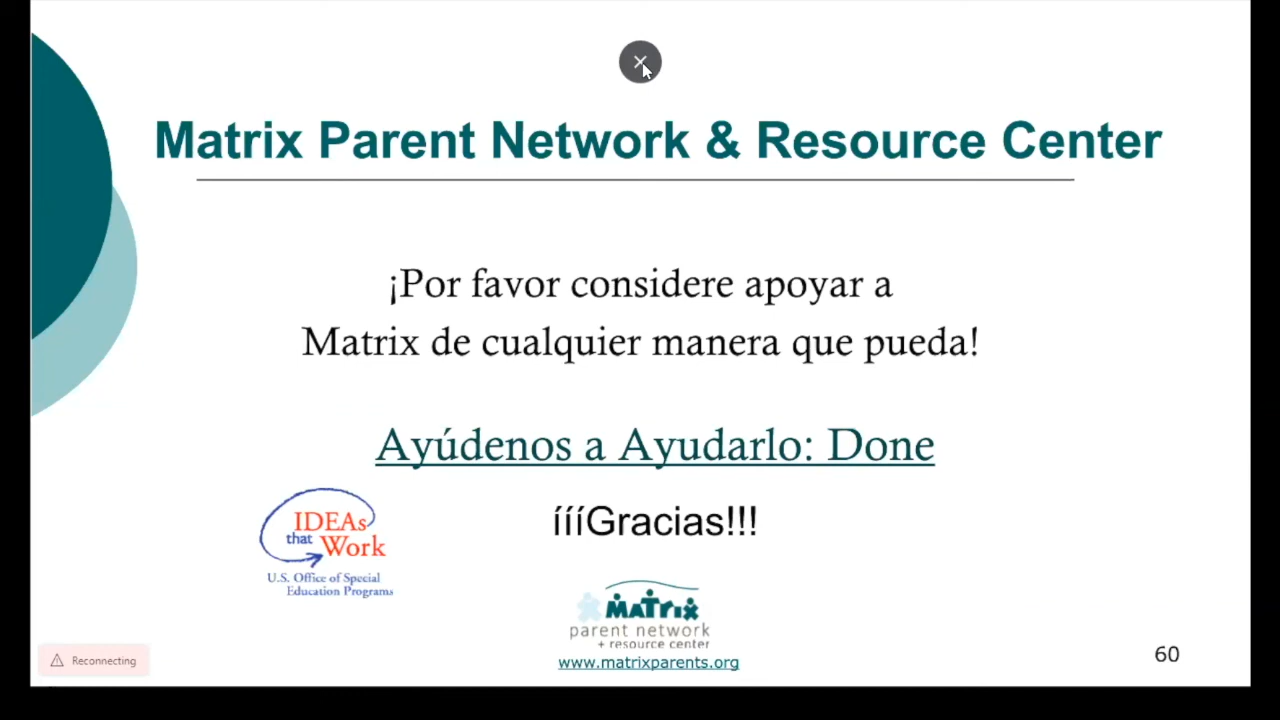 Matrix Parent Network & Resource Center
¡Por favor considere apoyar a
Matrix de cualquier manera que pueda!
Ayúdenos a Ayudarlo: Done
íííGracias!!!
IDEAs
that Work
U.S. Office of Special
Education Programs
MATRIX
parent network
+ resource center
www.matrixparents.org
Reconnecting
60